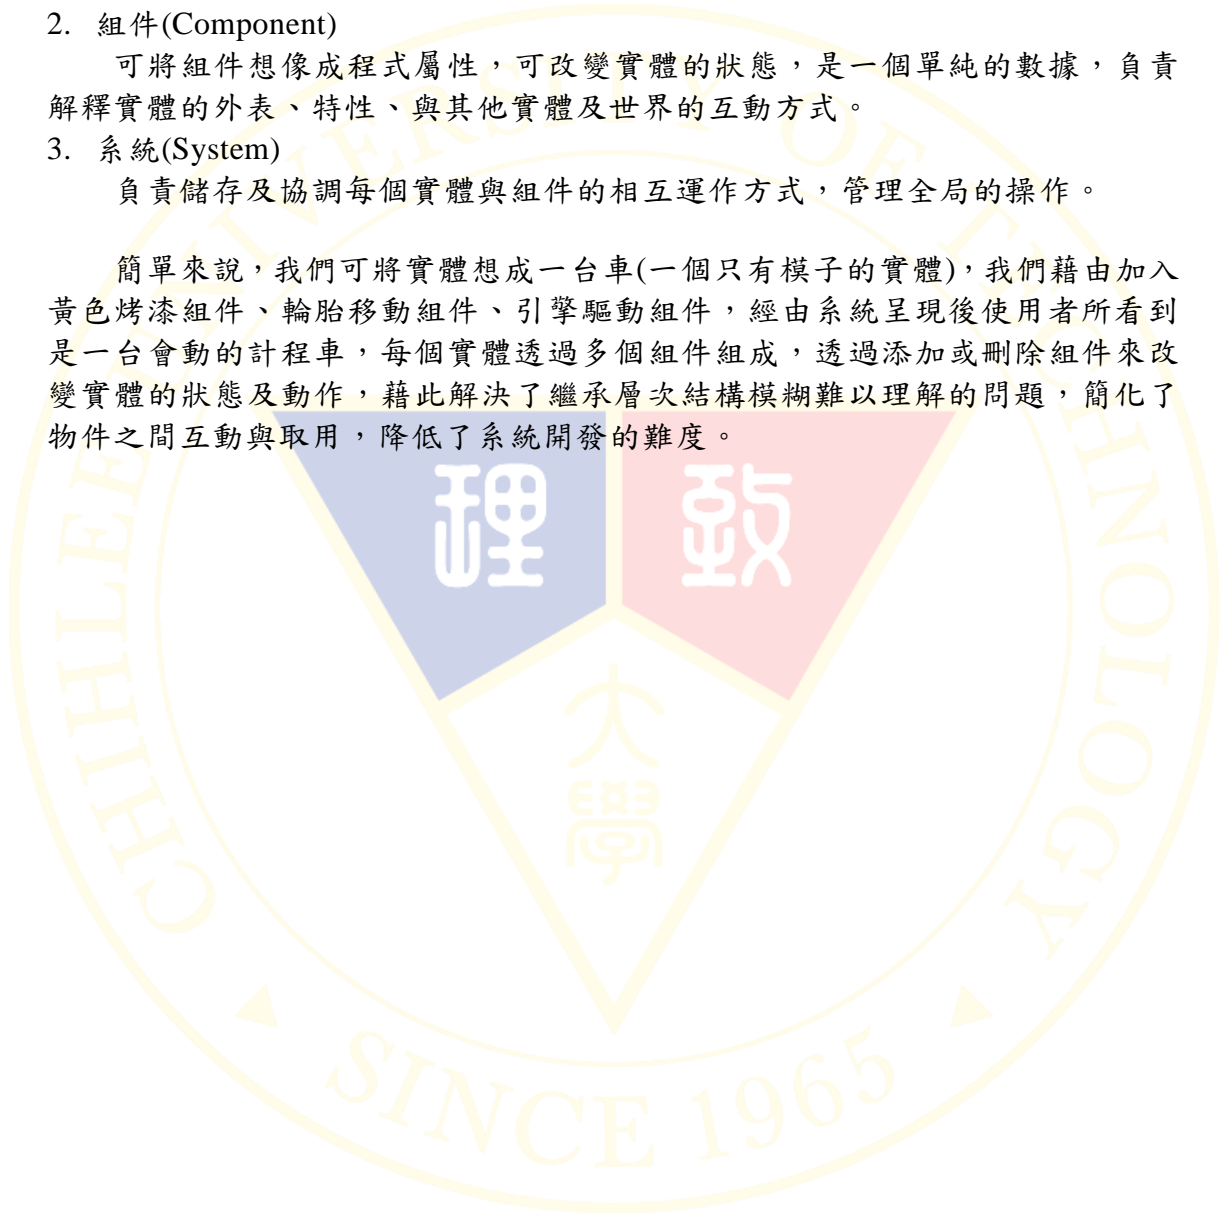 2. 組件(Component)
可將組件想像成程式屬性，可改變實體的狀態，是一個單純的數據，負責
解釋實體的外表、特性、與其他實體及世界的互動方式。
3. 系統(System)
負責儲存及協調每個實體與組件的相互運作方式，管理全局的操作。
簡單來說，我們可將實體想成一台車(一個只有模子的實體)，我們藉由加入
黃色烤漆組件、輪胎移動組件、引擎驅動組件，經由系統呈現後使用者所看到
是一台會動的計程車，每個實體透過多個組件組成，透過添加或刪除組件來改
變實體的狀態及動作，藉此解決了繼承層次結構模糊難以理解的問題，簡化了
物件之間互動與取用，降低了系統開發的難度。
CHIHLEE UNIVERSITY OF TECHNOLOGY
理 致
大
學
SINCE 1965